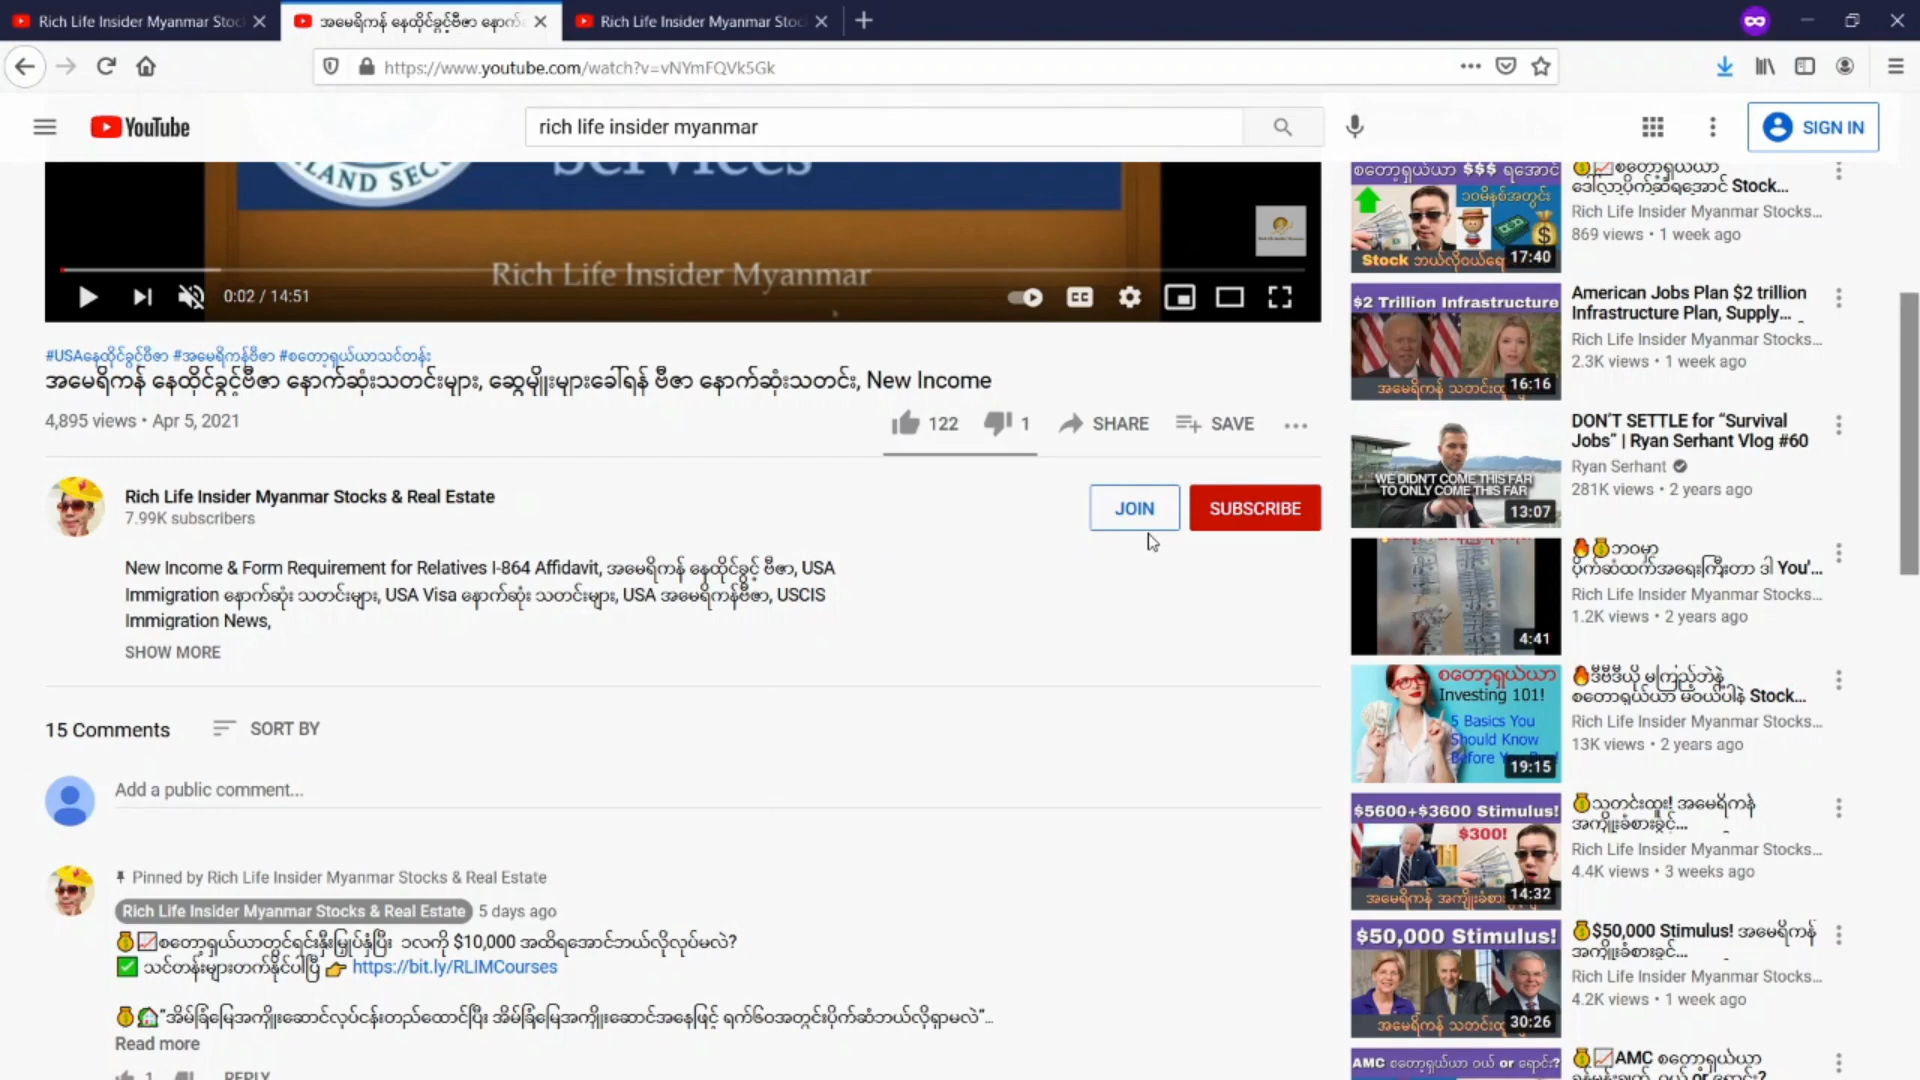 Rich Life Insider Myanmar Stoc
အမေရိကန် နေထိုင်ခွင့်ဗီဇာ နောက်
Rich Life Insider Myanmar Stoc
https://www.youtube.com/watch?v=vNYmFQVk5Gk
YouTube
rich life insider myanmar
SIGN IN
LAND SEC
Services
Rich Life Insider Myanmar
0:02 / 14:51
CC
#USAနေထိုင်ခွင့်ဗီဇာ #အမေရိကန်ဗီဇာ #စတော့ရှယ်ယာသင်တန်း
အမေရိကန် နေထိုင်ခွင့်ဗီဇာ နောက်ဆုံးသတင်းများ, ဆွေမျိုးများခေါ်ရန် ဗီဇာ နောက်ဆုံးသတင်း, New Income
4,895 views • Apr 5, 2021
122
1
SHARE
SAVE
Rich Life Insider Myanmar Stocks & Real Estate
7.99K subscribers
JOIN
SUBSCRIBE
New Income & Form Requirement for Relatives I-864 Affidavit, အမေရိကန် နေထိုင်ခွင့် ဗီဇာ, USA
Immigration နောက်ဆုံး သတင်းများ, USA Visa နောက်ဆုံး သတင်းများ, USA အမေရိကန်ဗီဇာ, USCIS
Immigration News,
SHOW MORE
15 Comments
SORT BY
Add a public comment...
Pinned by Rich Life Insider Myanmar Stocks & Real Estate
Rich Life Insider Myanmar Stocks & Real Estate 5 days ago
💰📈စတော့ရှယ်ယာတွင်ရင်းနှီးမြှုပ်နှံပြီး ၁လကို $10,000 အထိရအောင်ဘယ်လိုလုပ်မလဲ?
✅ သင်တန်းများတက်နိုင်ပါပြီ 👉 https://bit.ly/RLIMCourses
💰🏠"အိမ်ခြံမြေအကျိုးဆောင်လုပ်ငန်းတည်ထောင်ပြီး အိမ်ခြံမြေအကျိုးဆောင်အနေဖြင့် ရက်၆၀အတွင်းပိုက်ဆံဘယ်လိုရှာမလဲ"...
Read more
1
REPLY
စတော့ရှယ်ယာ $$$ ရအောင်
၁၀မိနစ်အတွင်း
Stock ဘယ်လိုဝယ်ရေ
17:40
💰📈စတော့ရှယ်ယာ
ဒေါ်လာပိုက်ဆံရအောင် Stock...
Rich Life Insider Myanmar Stocks...
869 views • 1 week ago
$2 Trillion Infrastructure
အမေရိကန် သတင်းထူ
16:16
American Jobs Plan $2 trillion
Infrastructure Plan, Supply...
Rich Life Insider Myanmar Stocks...
2.3K views • 1 week ago
WE DIDN'T COME THIS FAR
TO ONLY COME THIS FAR
13:07
DON'T SETTLE for "Survival
Jobs" | Ryan Serhant Vlog #60
Ryan Serhant
281K views • 2 years ago
4:41
🔥💰ဘဝမှာ
ပိုက်ဆံထက်အရေးကြီးတာ ဒါ You'...
Rich Life Insider Myanmar Stocks...
1.2K views • 2 years ago
စတော့ရှယ်ယာ
Investing 101!
5 Basics You
Should Know
Before
19:15
🔥ဒီဗီဒီယို မကြည့်ဘဲနဲ့
စတော့ရှယ်ယာ မဝယ်ပါနဲ့ Stock...
Rich Life Insider Myanmar Stocks...
13K views • 2 years ago
$5600+$3600 Stimulus!
$300!
အမေရိကန် အကျိုးခံစား
14:32
💰သတင်းထူး! အမေရိကန်
အကျိုးခံစားခွင့်...
Rich Life Insider Myanmar Stocks...
4.4K views • 3 weeks ago
$50,000 Stimulus!
အမေရိကန် သတင်းထူ
30:26
💰$50,000 Stimulus! အမေရိကန်
အကျိုးခံစားခွင့်...
Rich Life Insider Myanmar Stocks...
4.2K views • 1 week ago
AMC စတော့ရှယ်ယာ ဝယ် or ရောင်း?
💰📈AMC စတော့ရှယ်ယာ